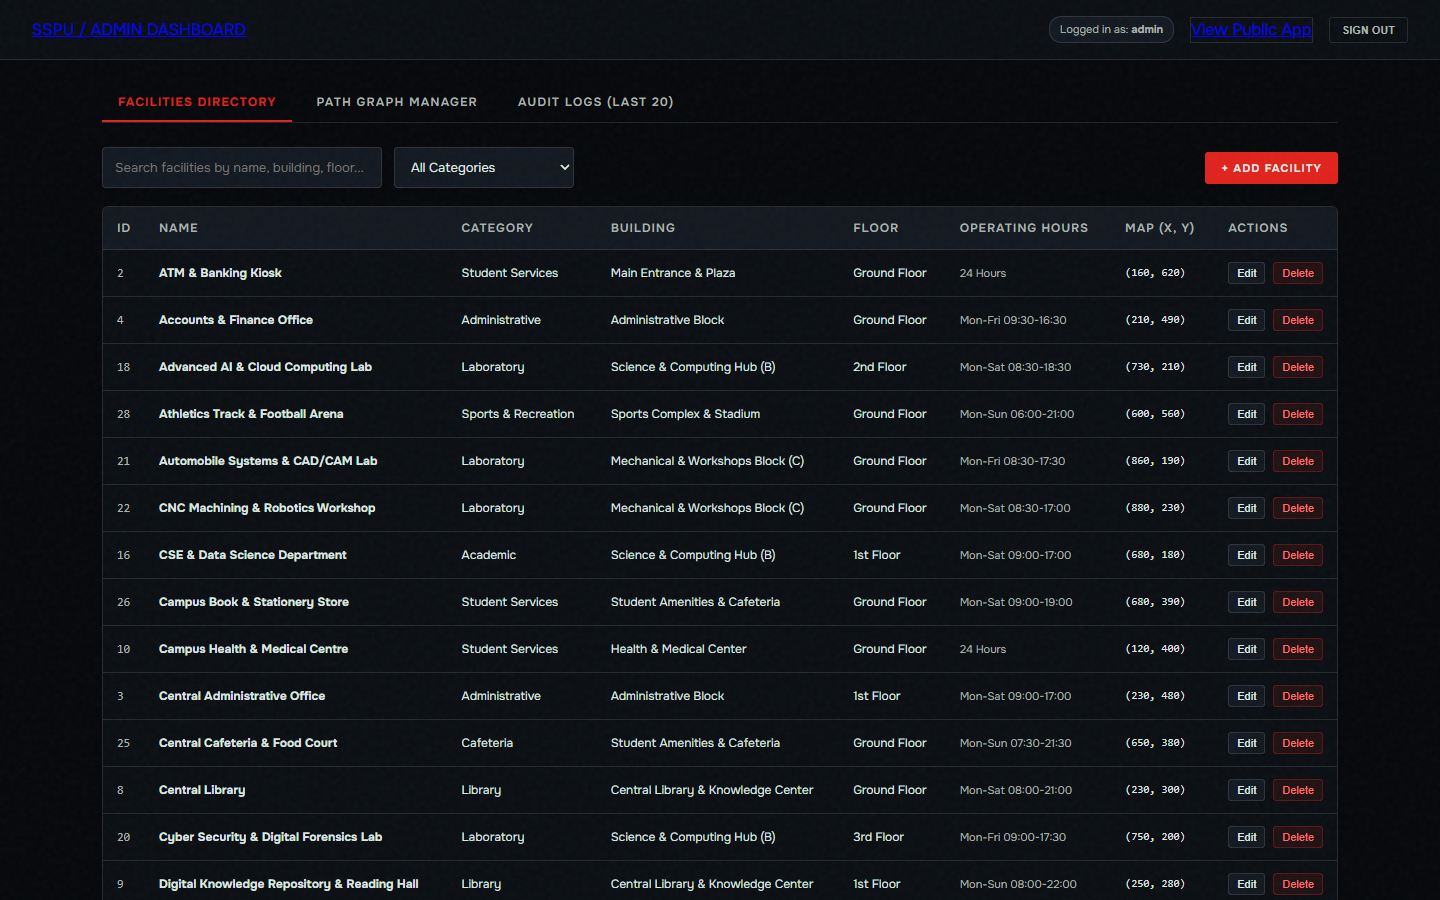 SSPU / ADMIN DASHBOARD
Logged in as: admin
View Public App
SIGN OUT
FACILITIES DIRECTORY
PATH GRAPH MANAGER
AUDIT LOGS (LAST 20)
Search facilities by name, building, floor...
All Categories
+ ADD FACILITY
ID NAME CATEGORY BUILDING FLOOR OPERATING HOURS MAP (X, Y) ACTIONS
2 ATM & Banking Kiosk Student Services Main Entrance & Plaza Ground Floor 24 Hours (160, 620) Edit Delete
4 Accounts & Finance Office Administrative Administrative Block Ground Floor Mon-Fri 09:30-16:30 (210, 490) Edit Delete
18 Advanced AI & Cloud Computing Lab Laboratory Science & Computing Hub (B) 2nd Floor Mon-Sat 08:30-18:30 (730, 210) Edit Delete
28 Athletics Track & Football Arena Sports & Recreation Sports Complex & Stadium Ground Floor Mon-Sun 06:00-21:00 (600, 560) Edit Delete
21 Automobile Systems & CAD/CAM Lab Laboratory Mechanical & Workshops Block (C) Ground Floor Mon-Fri 08:30-17:30 (860, 190) Edit Delete
22 CNC Machining & Robotics Workshop Laboratory Mechanical & Workshops Block (C) Ground Floor Mon-Sat 08:30-17:00 (880, 230) Edit Delete
16 CSE & Data Science Department Academic Science & Computing Hub (B) 1st Floor Mon-Sat 09:00-17:00 (680, 180) Edit Delete
26 Campus Book & Stationery Store Student Services Student Amenities & Cafeteria Ground Floor Mon-Sat 09:00-19:00 (680, 390) Edit Delete
10 Campus Health & Medical Centre Student Services Health & Medical Center Ground Floor 24 Hours (120, 400) Edit Delete
3 Central Administrative Office Administrative Administrative Block 1st Floor Mon-Sat 09:00-17:00 (230, 480) Edit Delete
25 Central Cafeteria & Food Court Cafeteria Student Amenities & Cafeteria Ground Floor Mon-Sun 07:30-21:30 (650, 380) Edit Delete
8 Central Library Library Central Library & Knowledge Center Ground Floor Mon-Sat 08:00-21:00 (230, 300) Edit Delete
20 Cyber Security & Digital Forensics Lab Laboratory Science & Computing Hub (B) 3rd Floor Mon-Fri 09:00-17:30 (750, 200) Edit Delete
9 Digital Knowledge Repository & Reading Hall Library Central Library & Knowledge Center 1st Floor Mon-Sun 08:00-22:00 (250, 280) Edit Delete